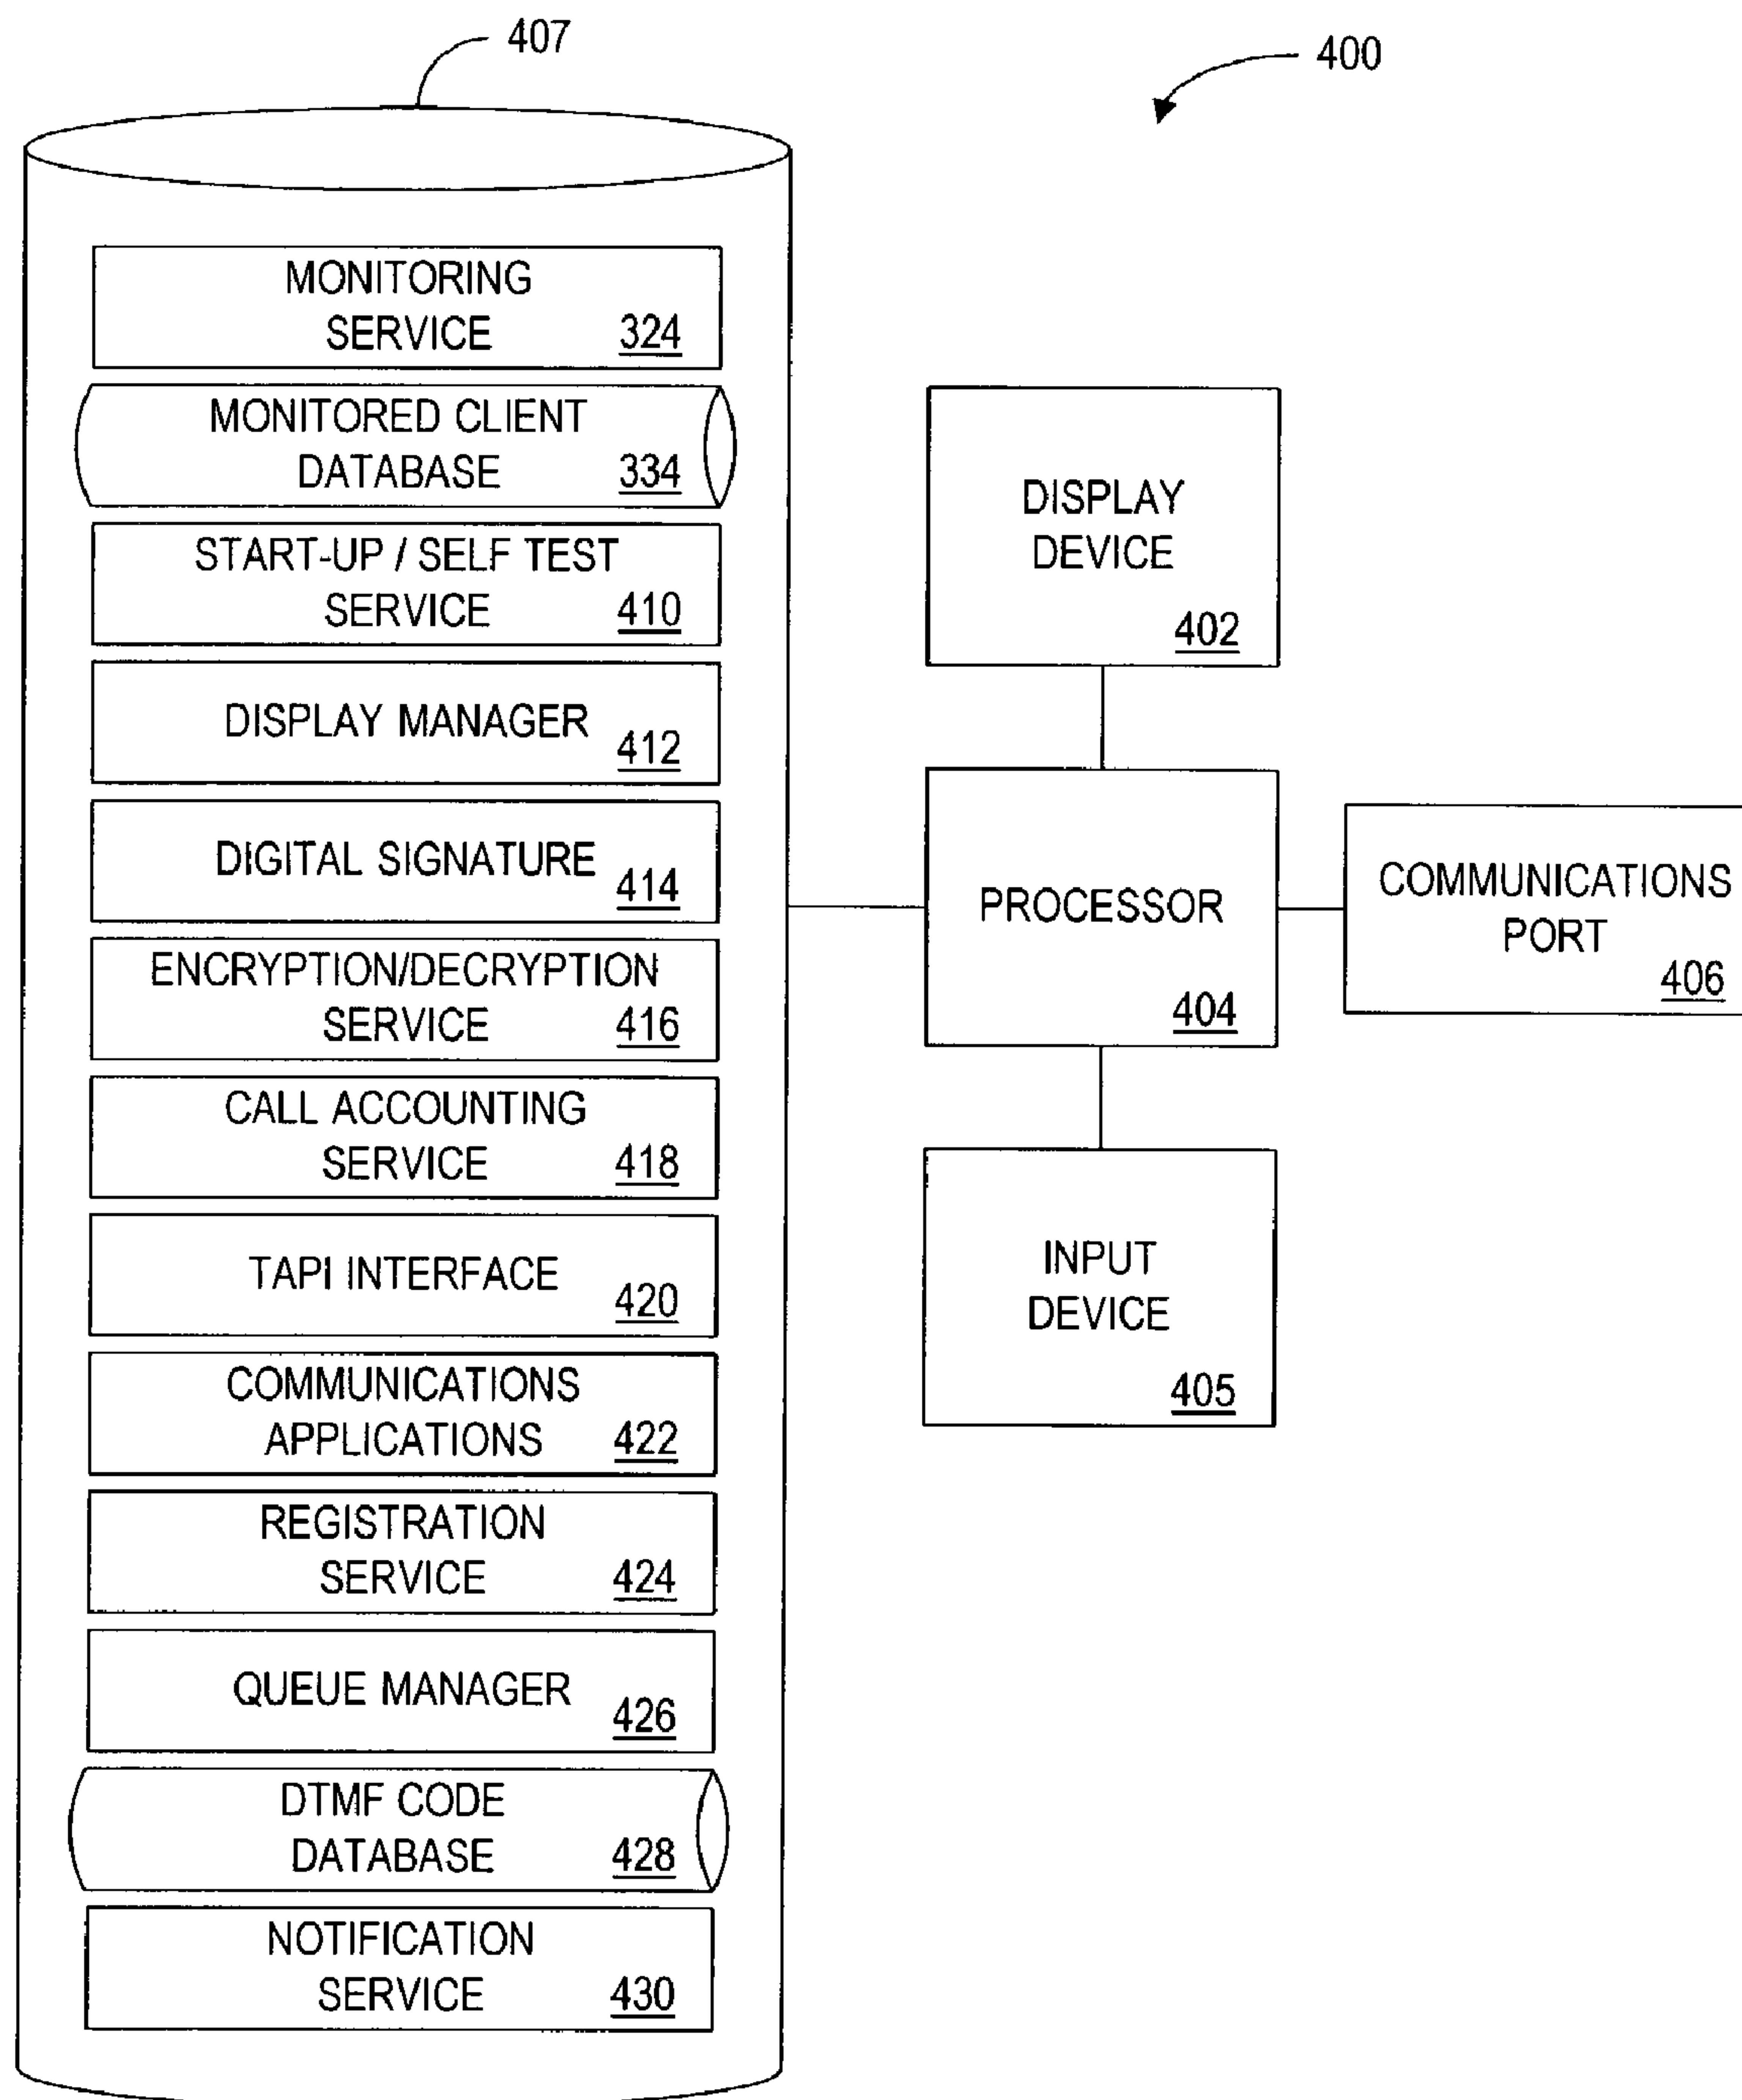 407
400
MONITORING
SERVICE 324
MONITORED CLIENT
DATABASE 334
START-UP / SELF TEST
SERVICE 410
DISPLAY MANAGER
412
DIGITAL SIGNATURE
414
ENCRYPTION/DECRYPTION
SERVICE 416
CALL ACCOUNTING
SERVICE 418
TAPI INTERFACE
420
COMMUNICATIONS
APPLICATIONS 422
REGISTRATION
SERVICE 424
QUEUE MANAGER
426
DTMF CODE
DATABASE 428
NOTIFICATION
SERVICE 430
DISPLAY
DEVICE
402
PROCESSOR
404
COMMUNICATIONS
PORT
406
INPUT
DEVICE
405